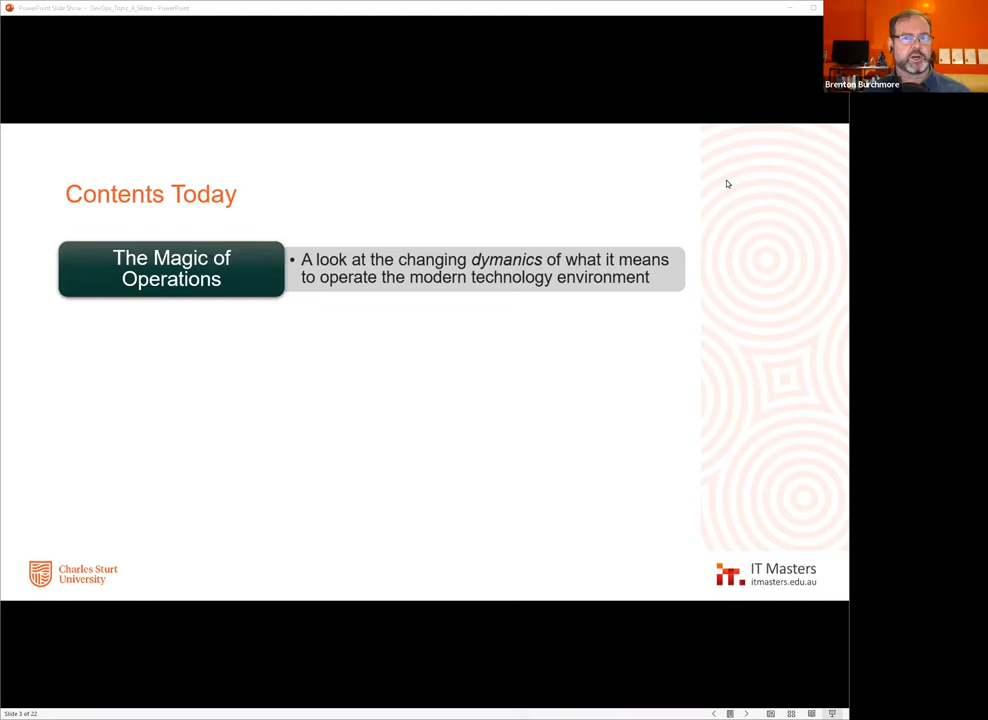 PowerPoint Slide Show - DevOps_Topic_4_Slides - PowerPoint
Brenton Burchmore
Contents Today
The Magic of
Operations
• A look at the changing dymanics of what it means
to operate the modern technology environment
Charles Sturt
University
IT Masters
itmasters.edu.au
Slide 3 of 22